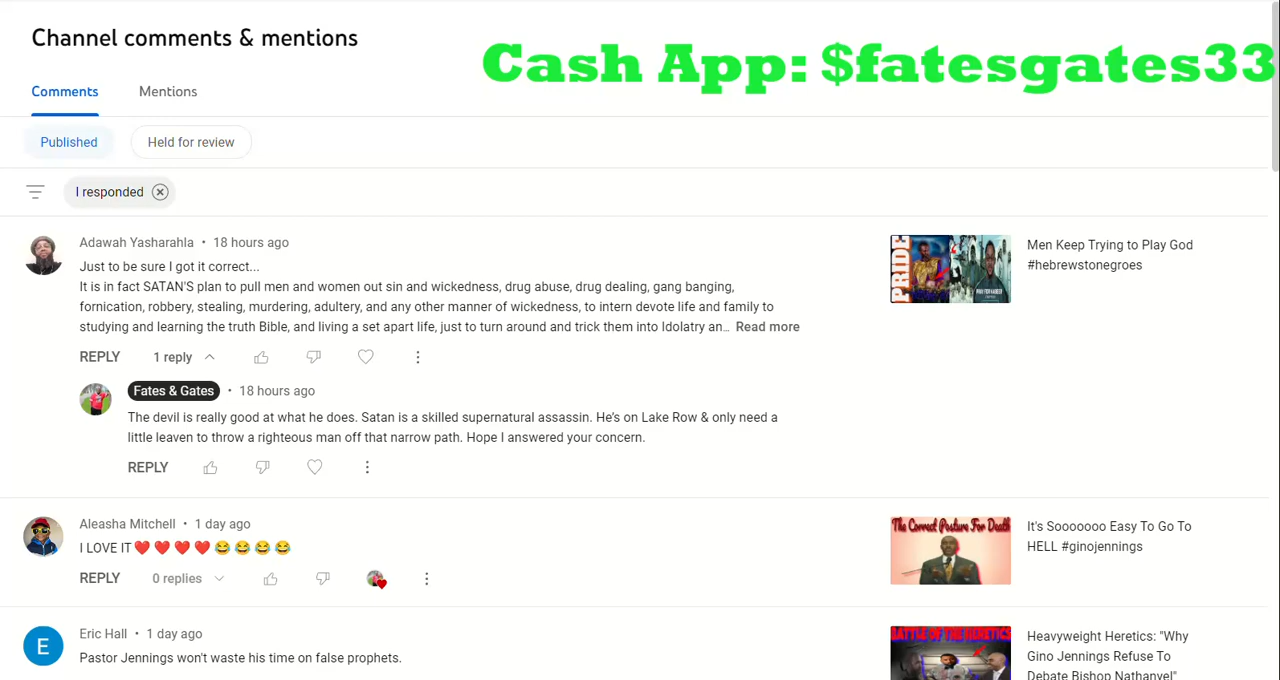 Channel comments & mentions
Cash App: $fatesgates33
Comments
Mentions
Published
Held for review
I responded
Adawah Yasharahla • 18 hours ago
Just to be sure I got it correct...
It is in fact SATAN'S plan to pull men and women out sin and wickedness, drug abuse, drug dealing, gang banging,
fornication, robbery, stealing, murdering, adultery, and any other manner of wickedness, to intern devote life and family to
studying and learning the truth Bible, and living a set apart life, just to turn around and trick them into Idolatry an... Read more
REPLY 1 reply
PRIDE
Men Keep Trying to Play God
#hebrewstonegroes
Fates & Gates • 18 hours ago
The devil is really good at what he does. Satan is a skilled supernatural assassin. He's on Lake Row & only need a
little leaven to throw a righteous man off that narrow path. Hope I answered your concern.
REPLY
Aleasha Mitchell • 1 day ago
I LOVE IT❤️ ❤️ ❤️ ❤️ 😂 😂 😂 😂
REPLY 0 replies
The Correct Posture For Death
It's Sooooooo Easy To Go To
HELL #ginojennings
E
Eric Hall • 1 day ago
Pastor Jennings won't waste his time on false prophets.
BATTLE OF THE HERETICS
Heavyweight Heretics: "Why
Gino Jennings Refuse To
Debate Bishop Nathanyel"